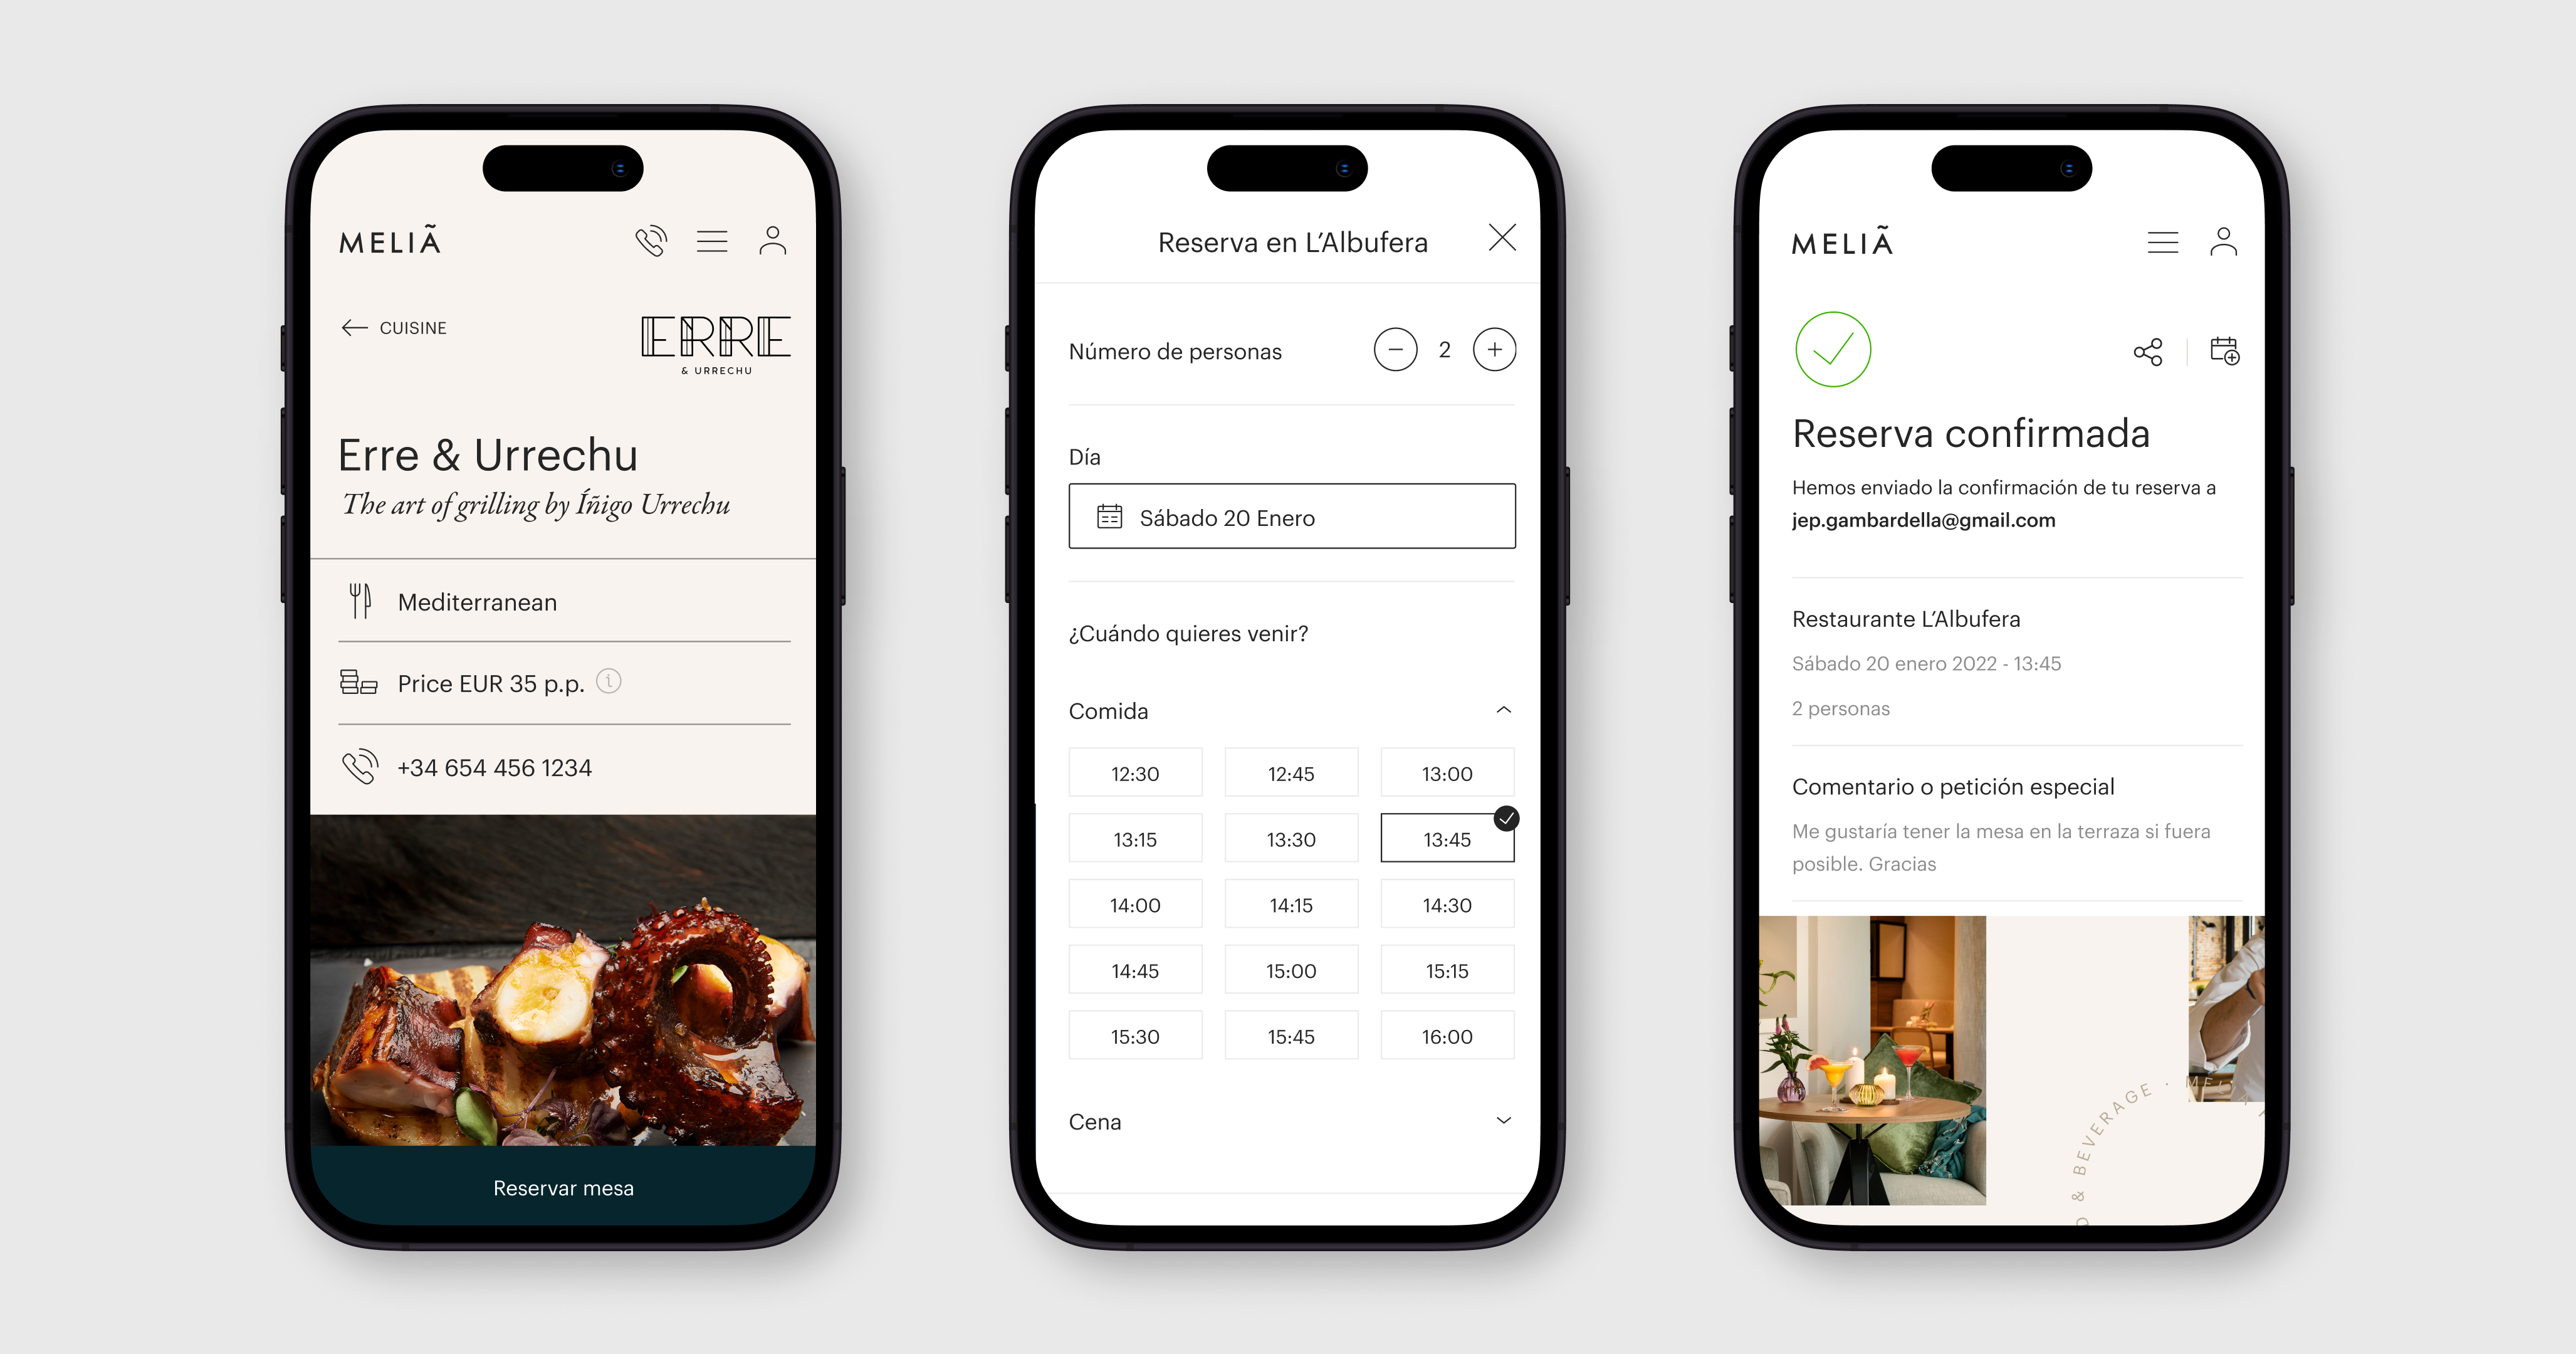 MELIÃ
CUISINE
ERRE
& URRECHU
Erre & Urrechu
The art of grilling by Íñigo Urrechu
Mediterranean
Price EUR 35 p.p.
+34 654 456 1234
Reservar mesa
Reserva en L’Albufera
Número de personas
2
Día
Sábado 20 Enero
¿Cuándo quieres venir?
Comida
12:30 12:45 13:00
13:15 13:30 13:45
14:00 14:15 14:30
14:45 15:00 15:15
15:30 15:45 16:00
Cena
MELIÃ
Reserva confirmada
Hemos enviado la confirmación de tu reserva a
jep.gambardella@gmail.com
Restaurante L’Albufera
Sábado 20 enero 2022 - 13:45
2 personas
Comentario o petición especial
Me gustaría tener la mesa en la terraza si fuera
posible. Gracias
& BEVERAGE ·